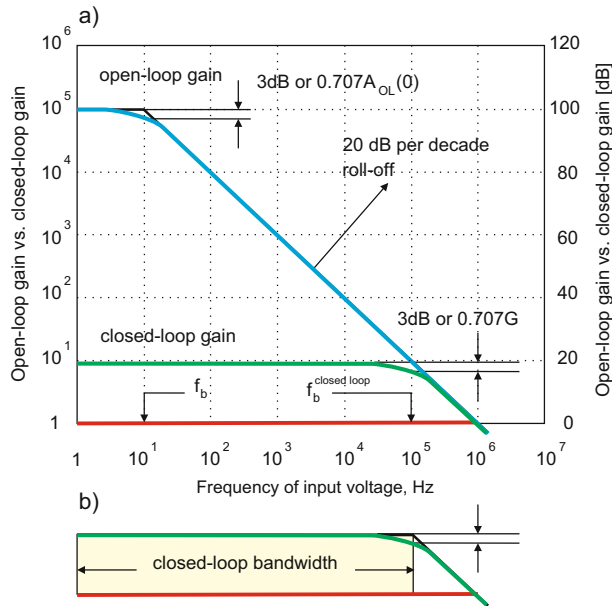 a)
10^6
120
open-loop gain
3dB or 0.707A_OL(0)
10^5
100
20 dB per decade
roll-off
10^4
80
10^3
60
10^2
40
3dB or 0.707G
closed-loop gain
10^1
20
f_b
f_b^closed loop
1
0
1
10^1
10^2
10^3
10^4
10^5
10^6
10^7
Frequency of input voltage, Hz
Open-loop gain vs. closed-loop gain
Open-loop gain vs. closed-loop gain [dB]
b)
closed-loop bandwidth